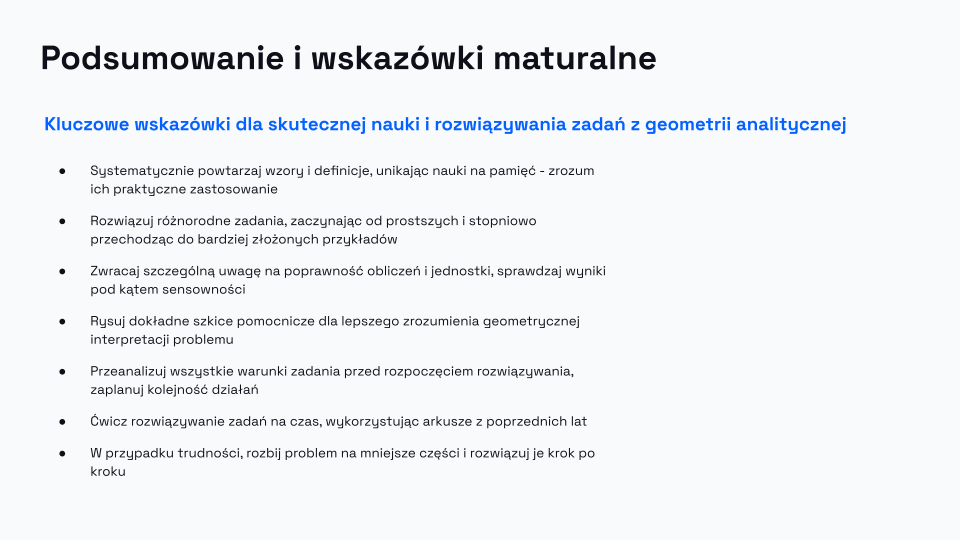 Podsumowanie i wskazówki maturalne
Kluczowe wskazówki dla skutecznej nauki i rozwiązywania zadań z geometrii analitycznej
● Systematycznie powtarzaj wzory i definicje, unikając nauki na pamięć - zrozum
ich praktyczne zastosowanie
● Rozwiązuj różnorodne zadania, zaczynając od prostszych i stopniowo
przechodząc do bardziej złożonych przykładów
● Zwracaj szczególną uwagę na poprawność obliczeń i jednostki, sprawdzaj wyniki
pod kątem sensowności
● Rysuj dokładne szkice pomocnicze dla lepszego zrozumienia geometrycznej
interpretacji problemu
● Przeanalizuj wszystkie warunki zadania przed rozpoczęciem rozwiązywania,
zaplanuj kolejność działań
● Ćwicz rozwiązywanie zadań na czas, wykorzystując arkusze z poprzednich lat
● W przypadku trudności, rozbij problem na mniejsze części i rozwiązuj je krok po
kroku